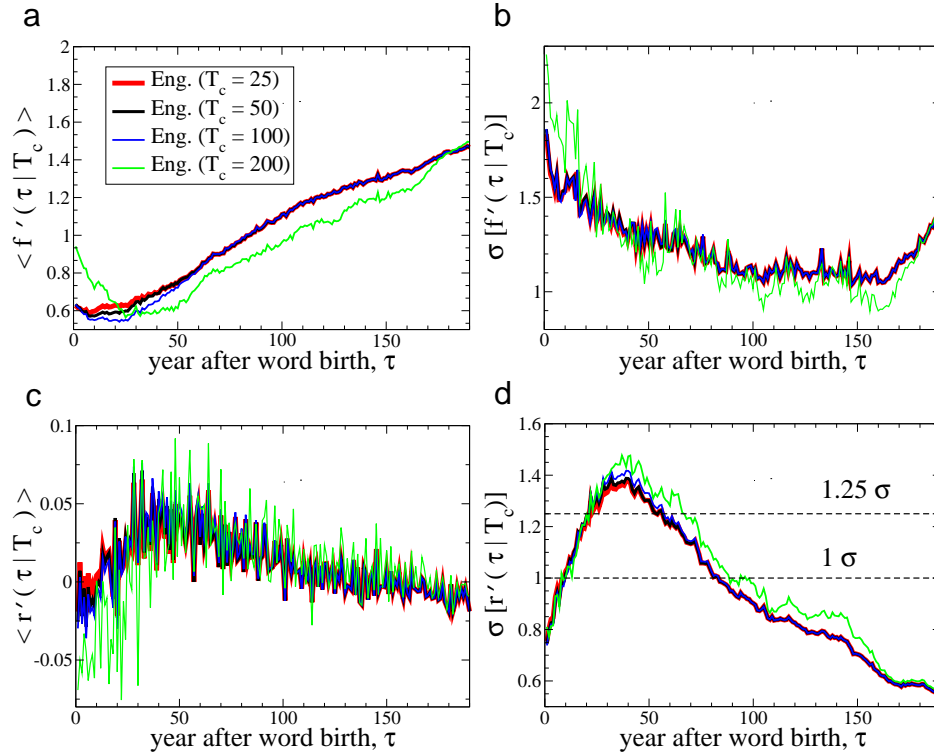 a
2
1.8
1.6
1.4
1.2
1
0.8
0.6
< f ′ ( τ | T_c ) >
Eng. (T_c = 25)
Eng. (T_c = 50)
Eng. (T_c = 100)
Eng. (T_c = 200)
0 50 100 150
year after word birth, τ
b
2
1.5
1
σ [ f ′ ( τ | T_c ) ]
0 50 100 150
year after word birth, τ
c
0.1
0.05
0
-0.05
< r ′ ( τ | T_c ) >
0 50 100 150
year after word birth, τ
d
1.6
1.4
1.2
1.0
0.8
0.6
σ [ r ′ ( τ | T_c ) ]
1.25 σ
1 σ
0 50 100 150
year after word birth, τ